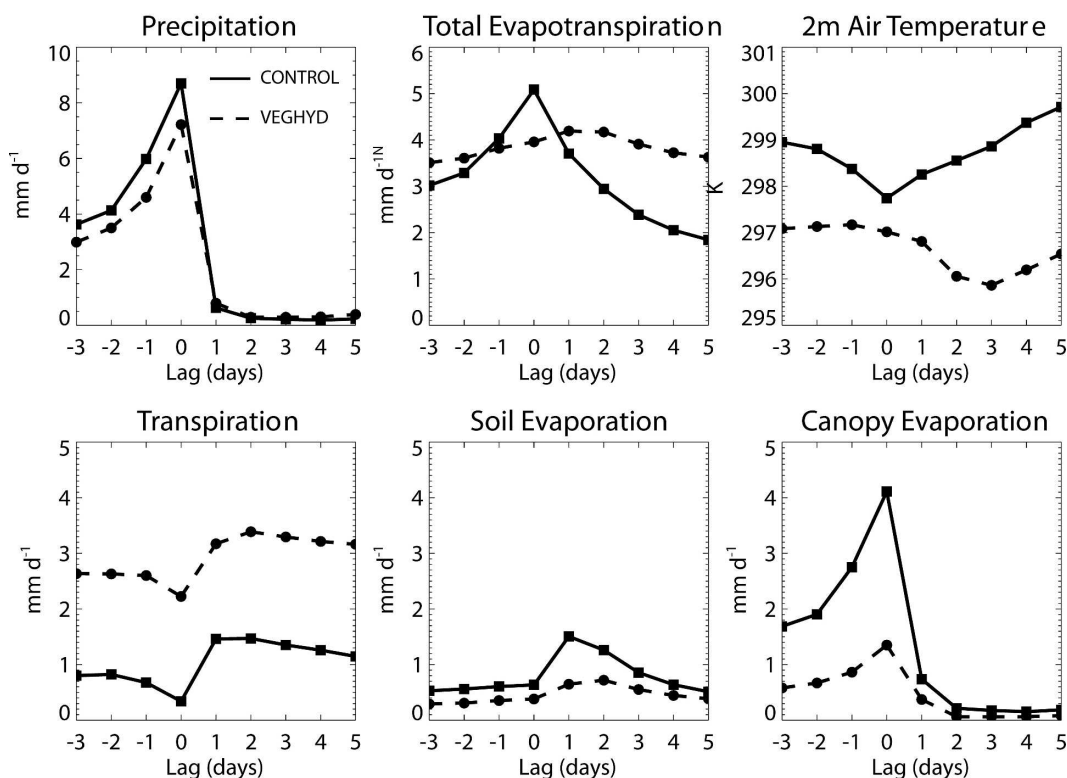 Precipitation
10
8
6
4
2
0
mm d-1
CONTROL
VEGHYD
-3 -2 -1 0 1 2 3 4 5
Lag (days)
Total Evapotranspiration
6
5
4
3
2
1
0
mm d-1N
-3 -2 -1 0 1 2 3 4 5
Lag (days)
2m Air Temperature
301
300
299
298
297
296
295
K
-3 -2 -1 0 1 2 3 4 5
Lag (days)
Transpiration
5
4
3
2
1
0
mm d-1
-3 -2 -1 0 1 2 3 4 5
Lag (days)
Soil Evaporation
5
4
3
2
1
0
mm d-1
-3 -2 -1 0 1 2 3 4 5
Lag (days)
Canopy Evaporation
5
4
3
2
1
0
mm d-1
-3 -2 -1 0 1 2 3 4 5
Lag (days)